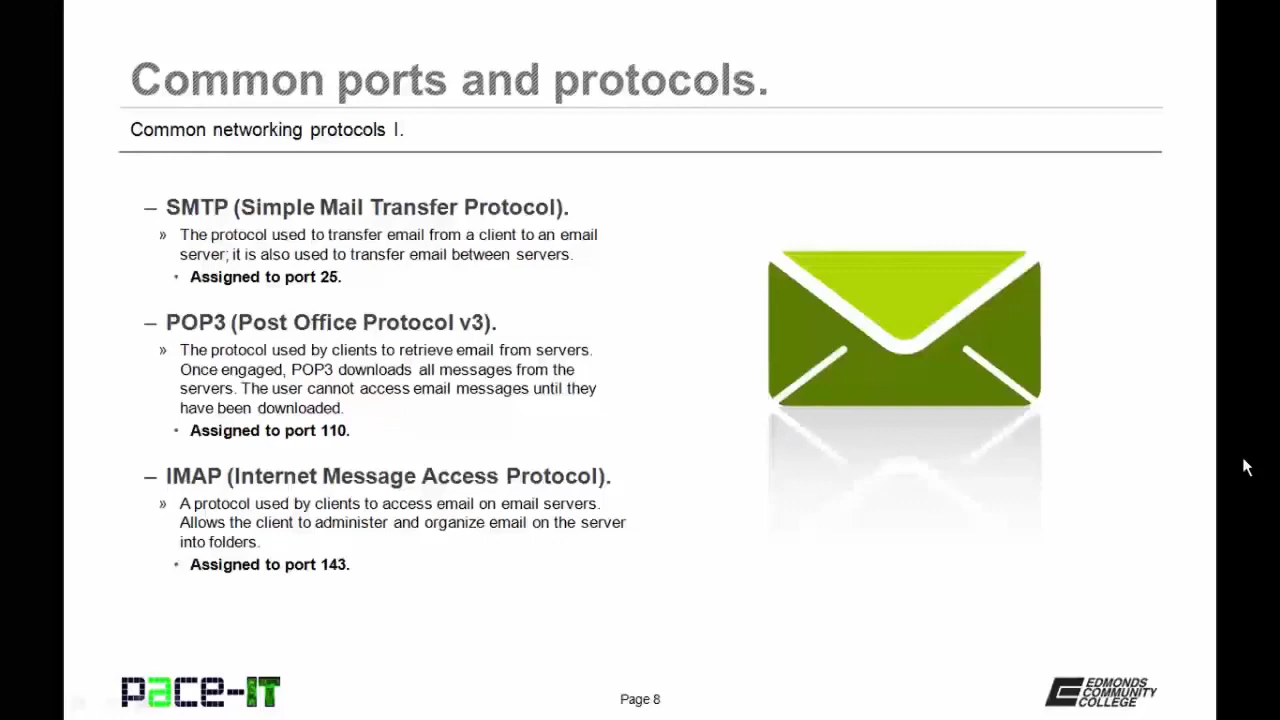 Common ports and protocols.
Common networking protocols I.
– SMTP (Simple Mail Transfer Protocol).
» The protocol used to transfer email from a client to an email
server; it is also used to transfer email between servers.
• Assigned to port 25.
– POP3 (Post Office Protocol v3).
» The protocol used by clients to retrieve email from servers.
Once engaged, POP3 downloads all messages from the
servers. The user cannot access email messages until they
have been downloaded.
• Assigned to port 110.
– IMAP (Internet Message Access Protocol).
» A protocol used by clients to access email on email servers.
Allows the client to administer and organize email on the server
into folders.
• Assigned to port 143.
pace-IT
Page 8
EDMONDS
COMMUNITY
COLLEGE